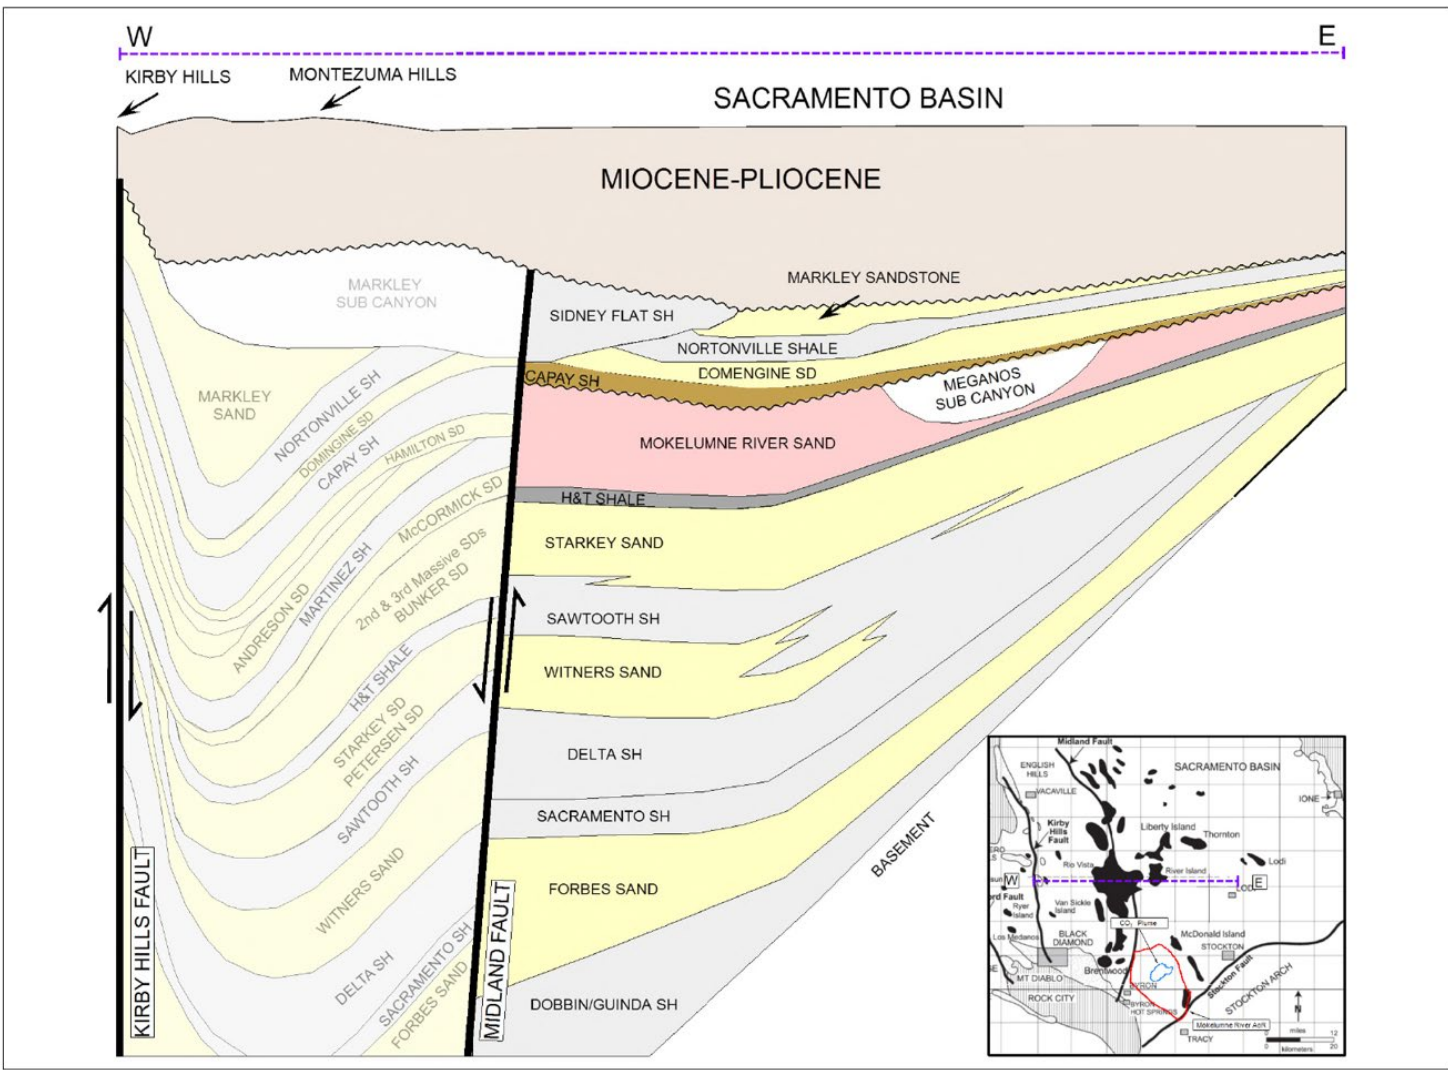 W
E
KIRBY HILLS
MONTEZUMA HILLS
SACRAMENTO BASIN
MIOCENE-PLIOCENE
MARKLEY
SUB CANYON
MARKLEY SANDSTONE
SIDNEY FLAT SH
NORTONVILLE SHALE
DOMENGINE SD
CAPAY SH
MEGANOS
SUB CANYON
MARKLEY
SAND
NORTONVILLE SH
DOMINGINE SD
CAPAY SH
HAMILTON SD
MOKELUMNE RIVER SAND
McCORMICK SD
H&T SHALE
2nd & 3rd Massive SDs
BUNKER SD
MARTINEZ SH
ANDRESON SD
STARKEY SAND
SAWTOOTH SH
WITNERS SAND
H&T SHALE
STARKEY SD
PETERSEN SD
SAWTOOTH SH
DELTA SH
SACRAMENTO SH
WITNERS SAND
FORBES SAND
BASEMENT
DELTA SH
SACRAMENTO SH
FORBES SAND
DOBBIN/GUINDA SH
KIRBY HILLS FAULT
MIDLAND FAULT
Midland Fault
SACRAMENTO BASIN
ENGLISH
HILLS
VACAVILLE
IONE
Kirby
Hills
Fault
Liberty Island
Thornton
Rio Vista
River Island
Lodi
W
E
LOD
rd Fault
Ryer
Island
Van Sickle
Island
Los Medanos
BLACK
DIAMOND
CO₂ Plume
McDonald Island
STOCKTON
Brentwood
MT DIABLO
Stockton Fault
STOCKTON ARCH
ROCK CITY
BYRON
BYRON
HOT SPRINGS
Mokelumne River AoR
TRACY
N
miles
0 12
kilometers 20